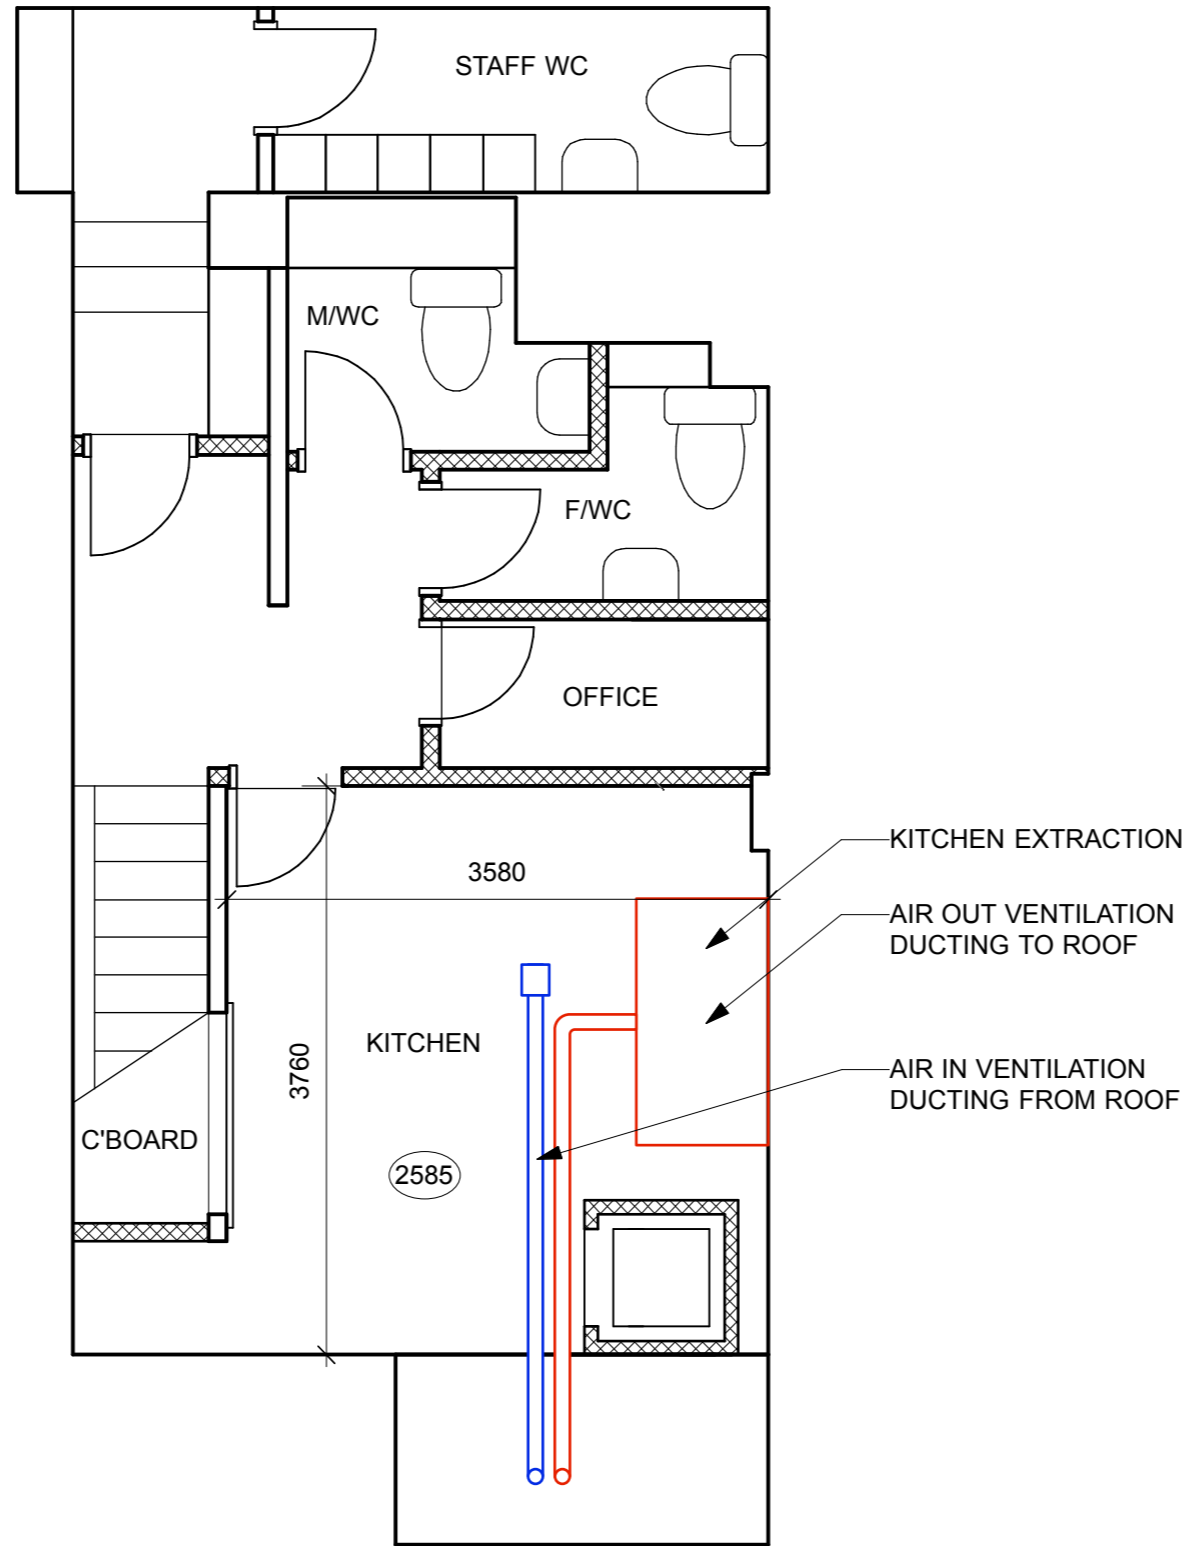 STAFF WC
M/WC
F/WC
OFFICE
KITCHEN EXTRACTION
3580
AIR OUT VENTILATION
DUCTING TO ROOF
KITCHEN
3760
AIR IN VENTILATION
DUCTING FROM ROOF
C'BOARD
2585